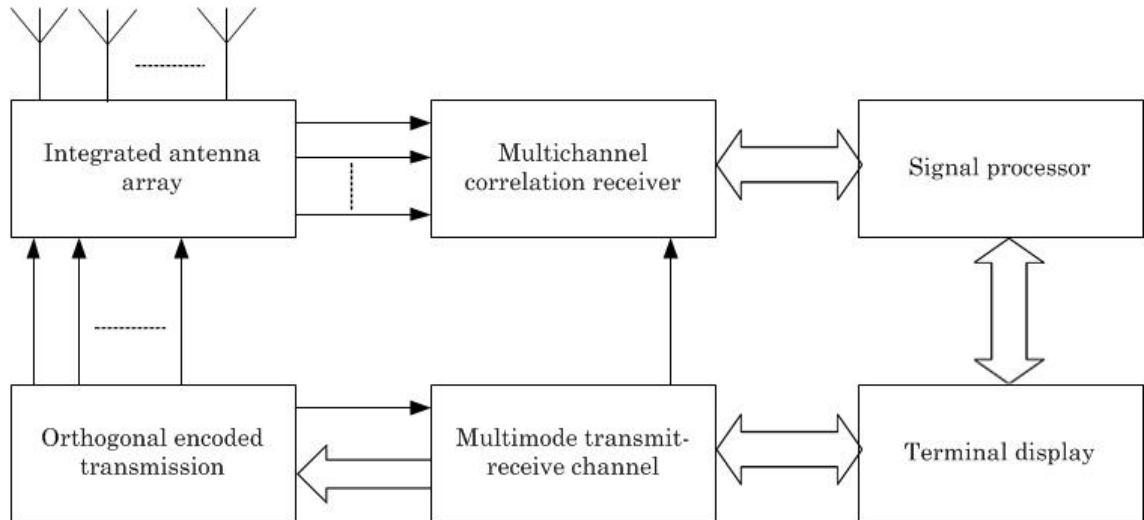 Integrated antenna
array
Multichannel
correlation receiver
Signal processor
Orthogonal encoded
transmission
Multimode transmit-
receive channel
Terminal display